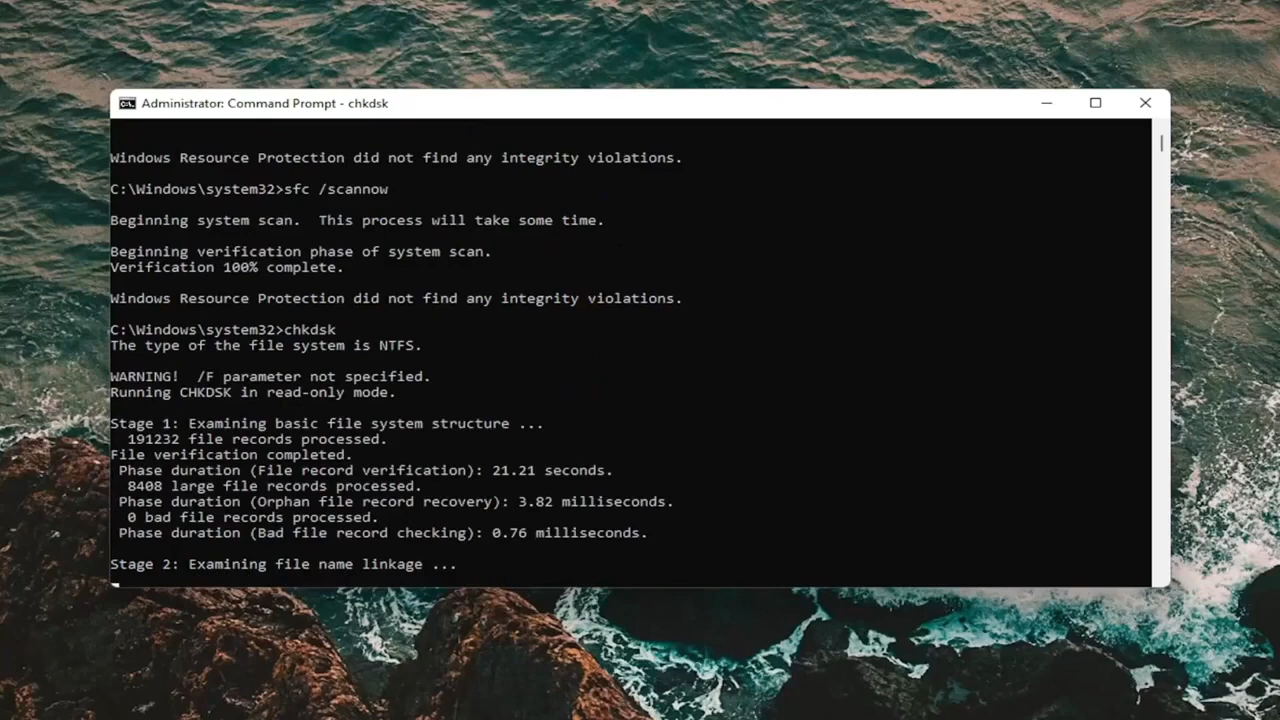 Administrator: Command Prompt - chkdsk
Windows Resource Protection did not find any integrity violations.
C:\Windows\system32>sfc /scannow
Beginning system scan.  This process will take some time.
Beginning verification phase of system scan.
Verification 100% complete.
Windows Resource Protection did not find any integrity violations.
C:\Windows\system32>chkdsk
The type of the file system is NTFS.
WARNING!  /F parameter not specified.
Running CHKDSK in read-only mode.
Stage 1: Examining basic file system structure ...
191232 file records processed.
File verification completed.
Phase duration (File record verification): 21.21 seconds.
8408 large file records processed.
Phase duration (Orphan file record recovery): 3.82 milliseconds.
0 bad file records processed.
Phase duration (Bad file record checking): 0.76 milliseconds.
Stage 2: Examining file name linkage ...